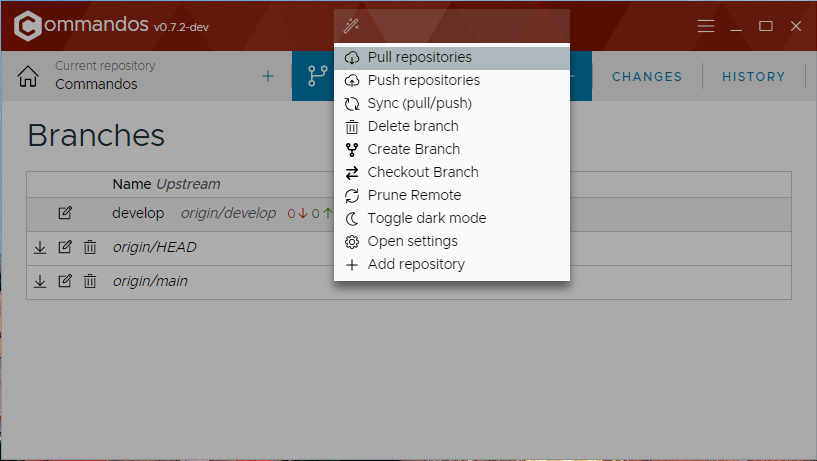 Commandos v0.7.2-dev
Current repository
Commandos
CHANGES
HISTORY
Pull repositories
Push repositories
Sync (pull/push)
Delete branch
Create Branch
Checkout Branch
Prune Remote
Toggle dark mode
Open settings
Add repository
Branches
Name Upstream
develop origin/develop 0 ↓ 0 ↑
origin/HEAD
origin/main